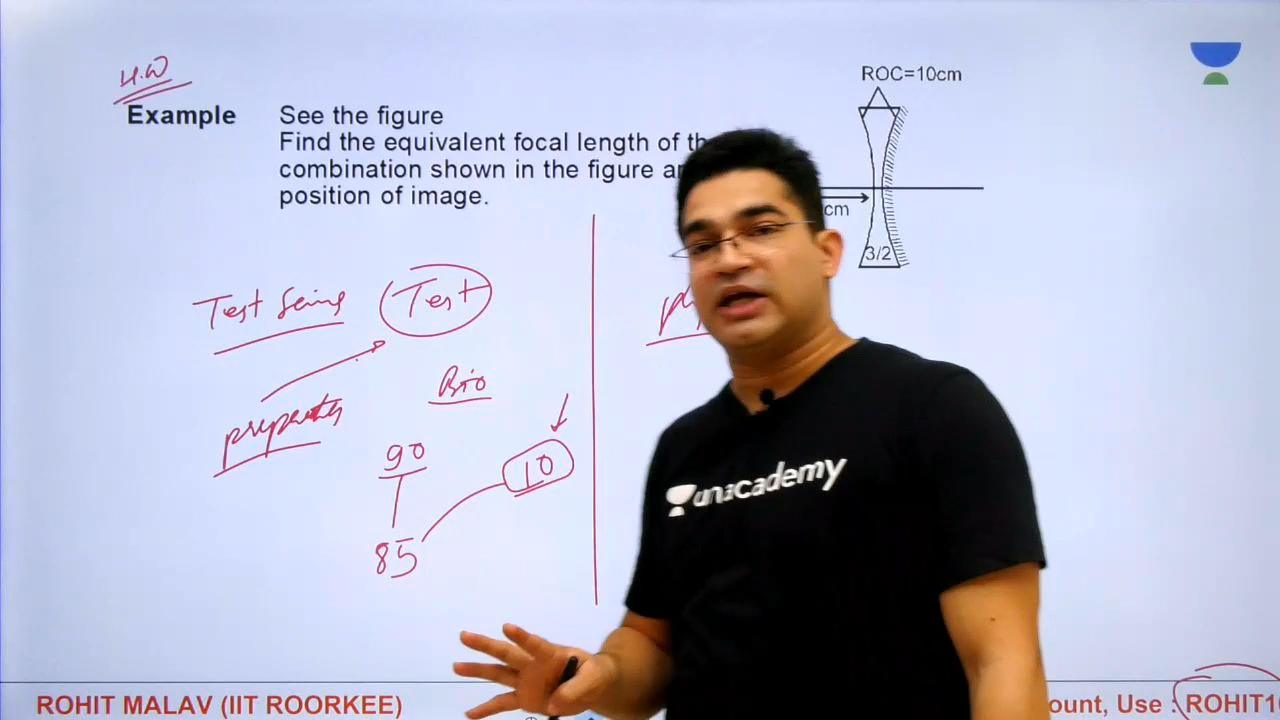 H.W
Example
See the figure
Find the equivalent focal length of th
combination shown in the figure an
position of image.
ROC=10cm
cm
3/2
Test Series
Test
Bio
90
10
85
unacademy
ROHIT MALAV (IIT ROORKEE)
ount, Use : ROHIT1